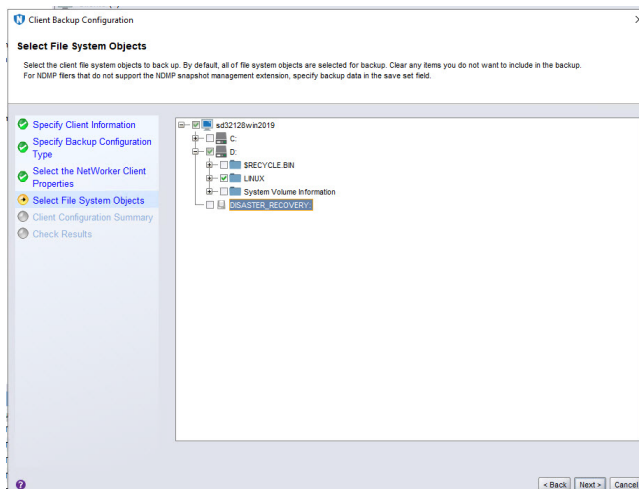 Client Backup Configuration
Select File System Objects
Select the client file system objects to back up. By default, all of file system objects are selected for backup. Clear any items you do not want to include in the backup.
For NDMP filers that do not support the NDMP snapshot management extension, specify backup data in the save set field.
Specify Client Information
Specify Backup Configuration
Type
Select the NetWorker Client
Properties
Select File System Objects
Client Configuration Summary
Check Results
sd32128win2019
C:
D:
$RECYCLE.BIN
LINUX
System Volume Information
DISASTER_RECOVERY:
< Back Next > Cancel